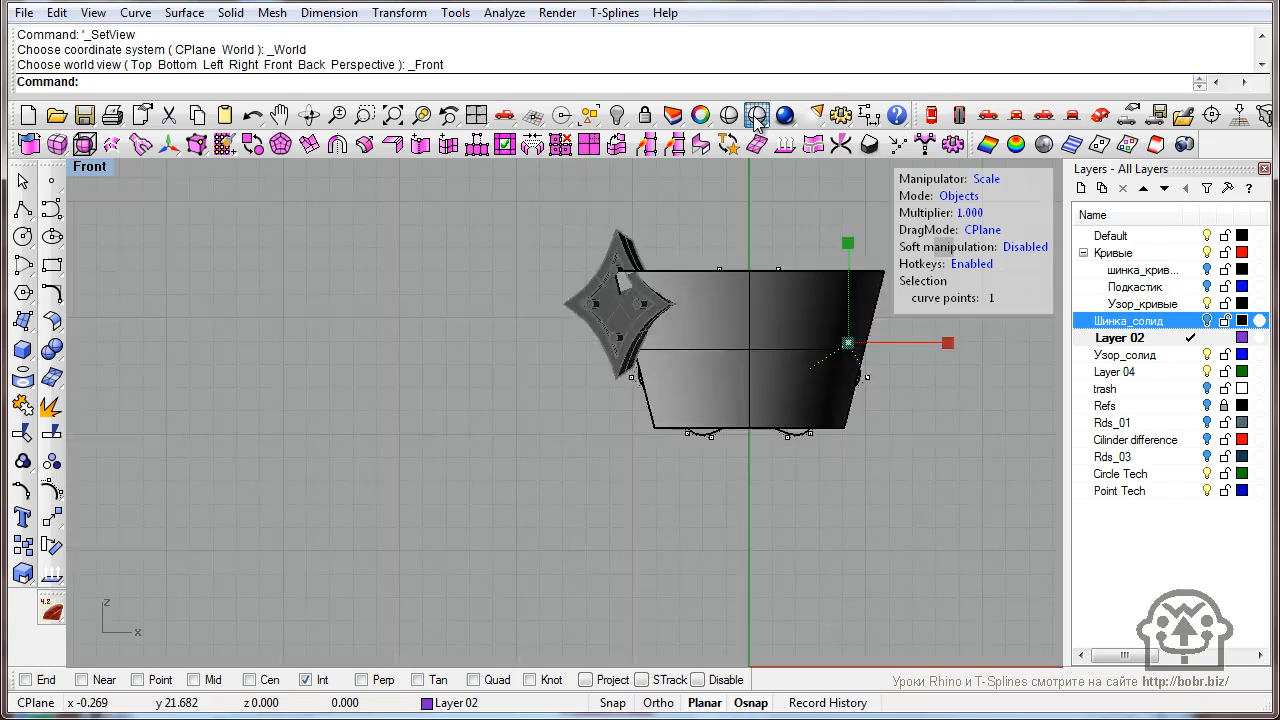 File Edit View Curve Surface Solid Mesh Dimension Transform Tools Analyze Render T-Splines Help
Command: '_SetView
Choose coordinate system ( CPlane World ): _World
Choose world view ( Top Bottom Left Right Front Back Perspective ): _Front
Command:
Front
Manipulator: Scale
Mode: Objects
Multiplier: 1.000
DragMode: CPlane
Soft manipulation: Disabled
Hotkeys: Enabled
Selection
curve points: 1
Layers - All Layers
Name
Default
Кривые
шинка_крив...
Подкастик
Узор_кривые
Шинка_солид
Layer 02
Узор_солид
Layer 04
trash
Refs
Rds_01
Cilinder difference
Rds_03
Circle Tech
Point Tech
4.2
z
x
End Near Point Mid Cen Int Perp Tan Quad Knot Project STrack Disable
Уроки Rhino и T-Splines смотрите на сайте http://bobr.biz/
CPlane x -0.269 y 21.682 z 0.000 0.000 Layer 02 Snap Ortho Planar Osnap Record History